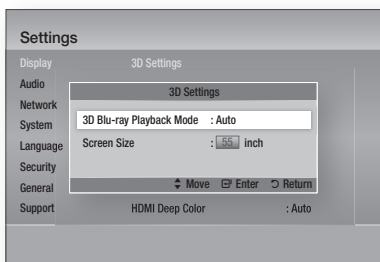 Settings
Display 3D Settings
Audio
3D Settings
Network
3D Blu-ray Playback Mode : Auto
System
Language
Screen Size : 55 inch
Security
General
Move Enter Return
Support
HDMI Deep Color : Auto